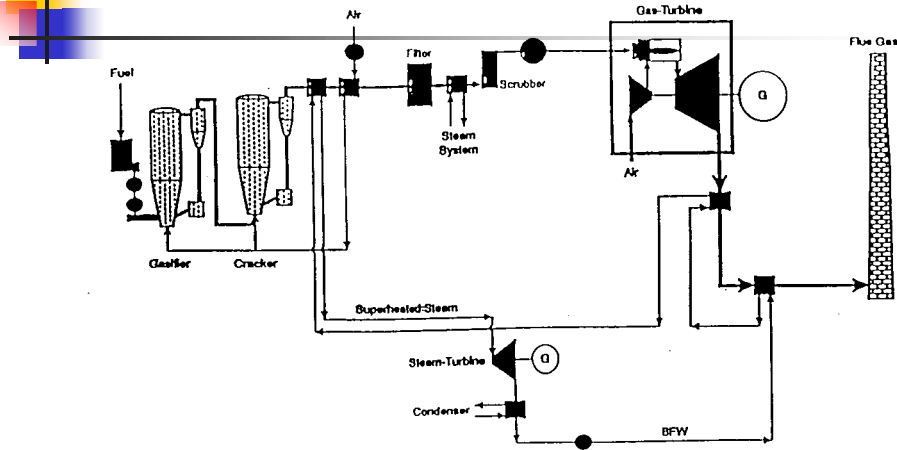 Gas-Turbine
Air
Flue Gas
Filter
Fuel
Scrubber
G
Steam
System
Air
Gasifier
Cracker
Superheated-Steam
Steam-Turbine
G
Condenser
BFW